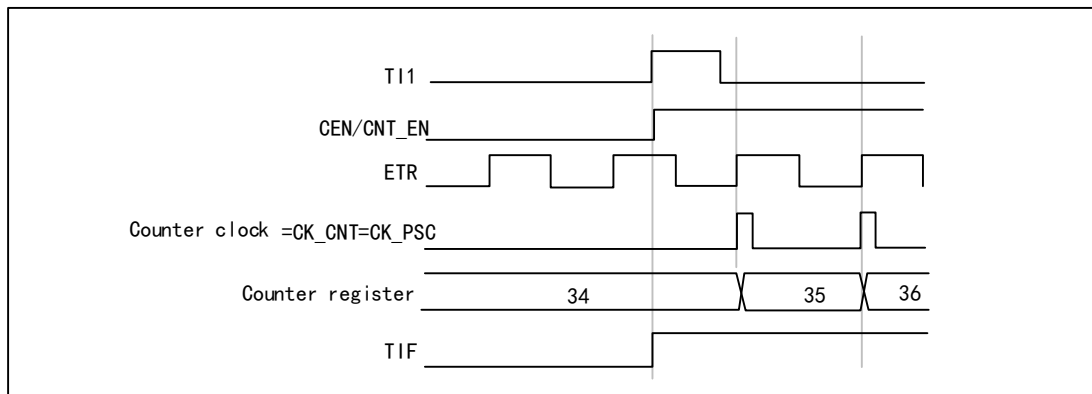 TI1
CEN/CNT_EN
ETR
Counter clock =CK_CNT=CK_PSC
Counter register 34 35 36
TIF